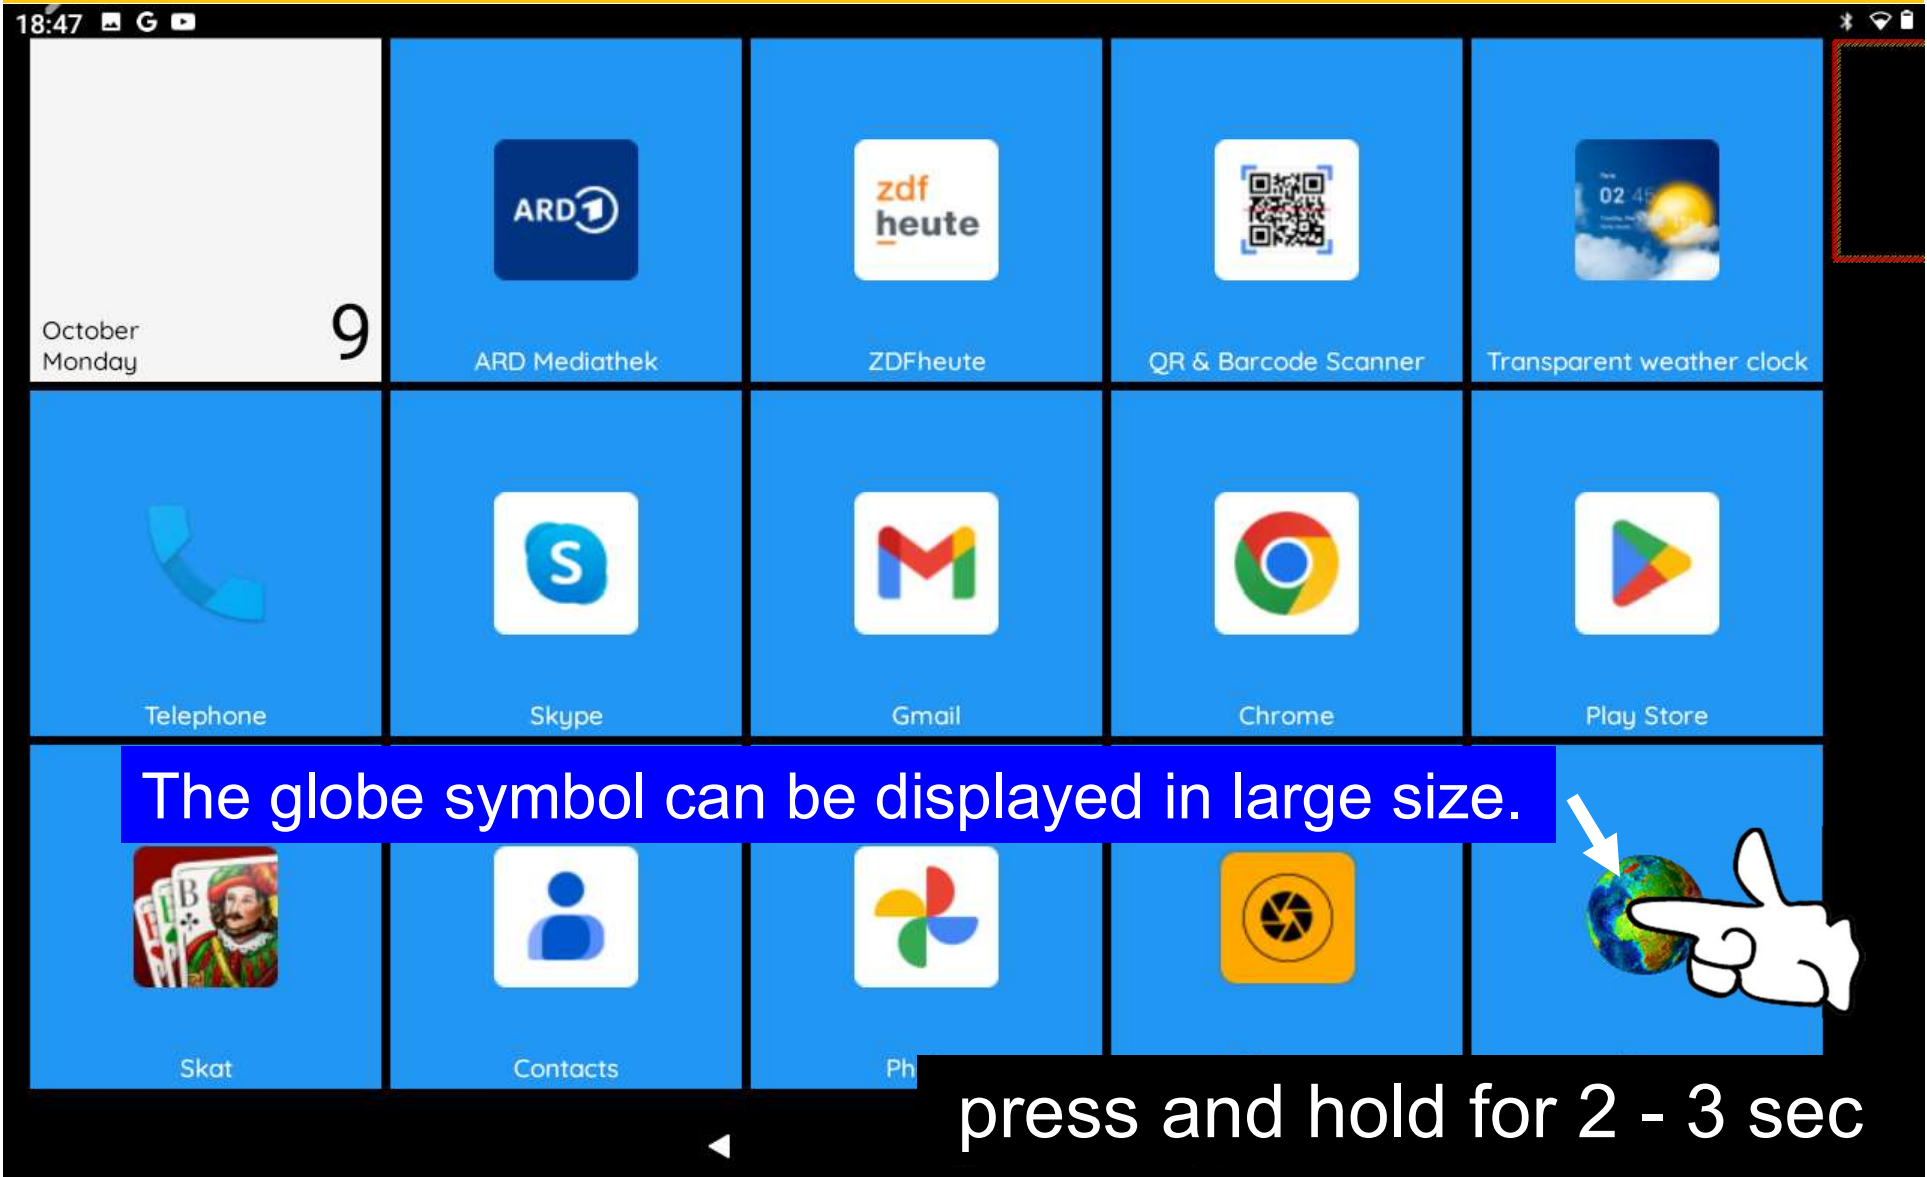 18:47 G
October
Monday
9
ARD 1
ARD Mediathek
zdf
heute
ZDFheute
QR & Barcode Scanner
02 45
Transparent weather clock
Telephone
S
Skype
Gmail
Chrome
Play Store
The globe symbol can be displayed in large size.
B
Skat
Contacts
Ph
press and hold for 2 - 3 sec